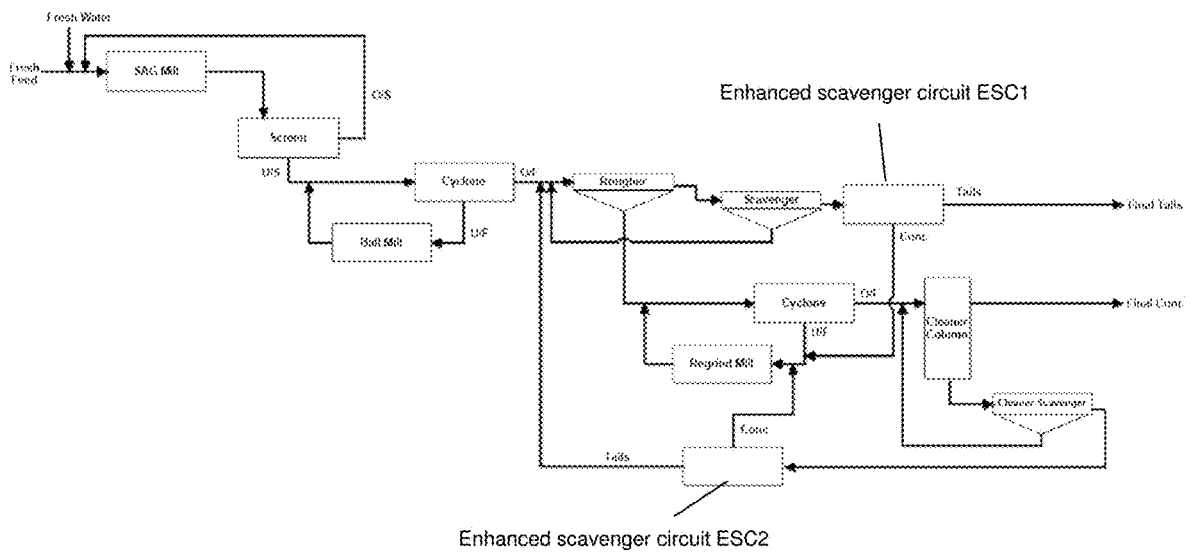 Fresh Water
Fresh
Feed
SAG Mill
O/S
Screen
U/S
Cyclone
O/F
U/F
Ball Mill
Rougher
Scavenger
Enhanced scavenger circuit ESC1
Tails
Final Tails
Conc
Cyclone
O/F
U/F
Cleaner
Column
Final Conc
Regrind Mill
Cleaner Scavenger
Conc
Tails
Enhanced scavenger circuit ESC2